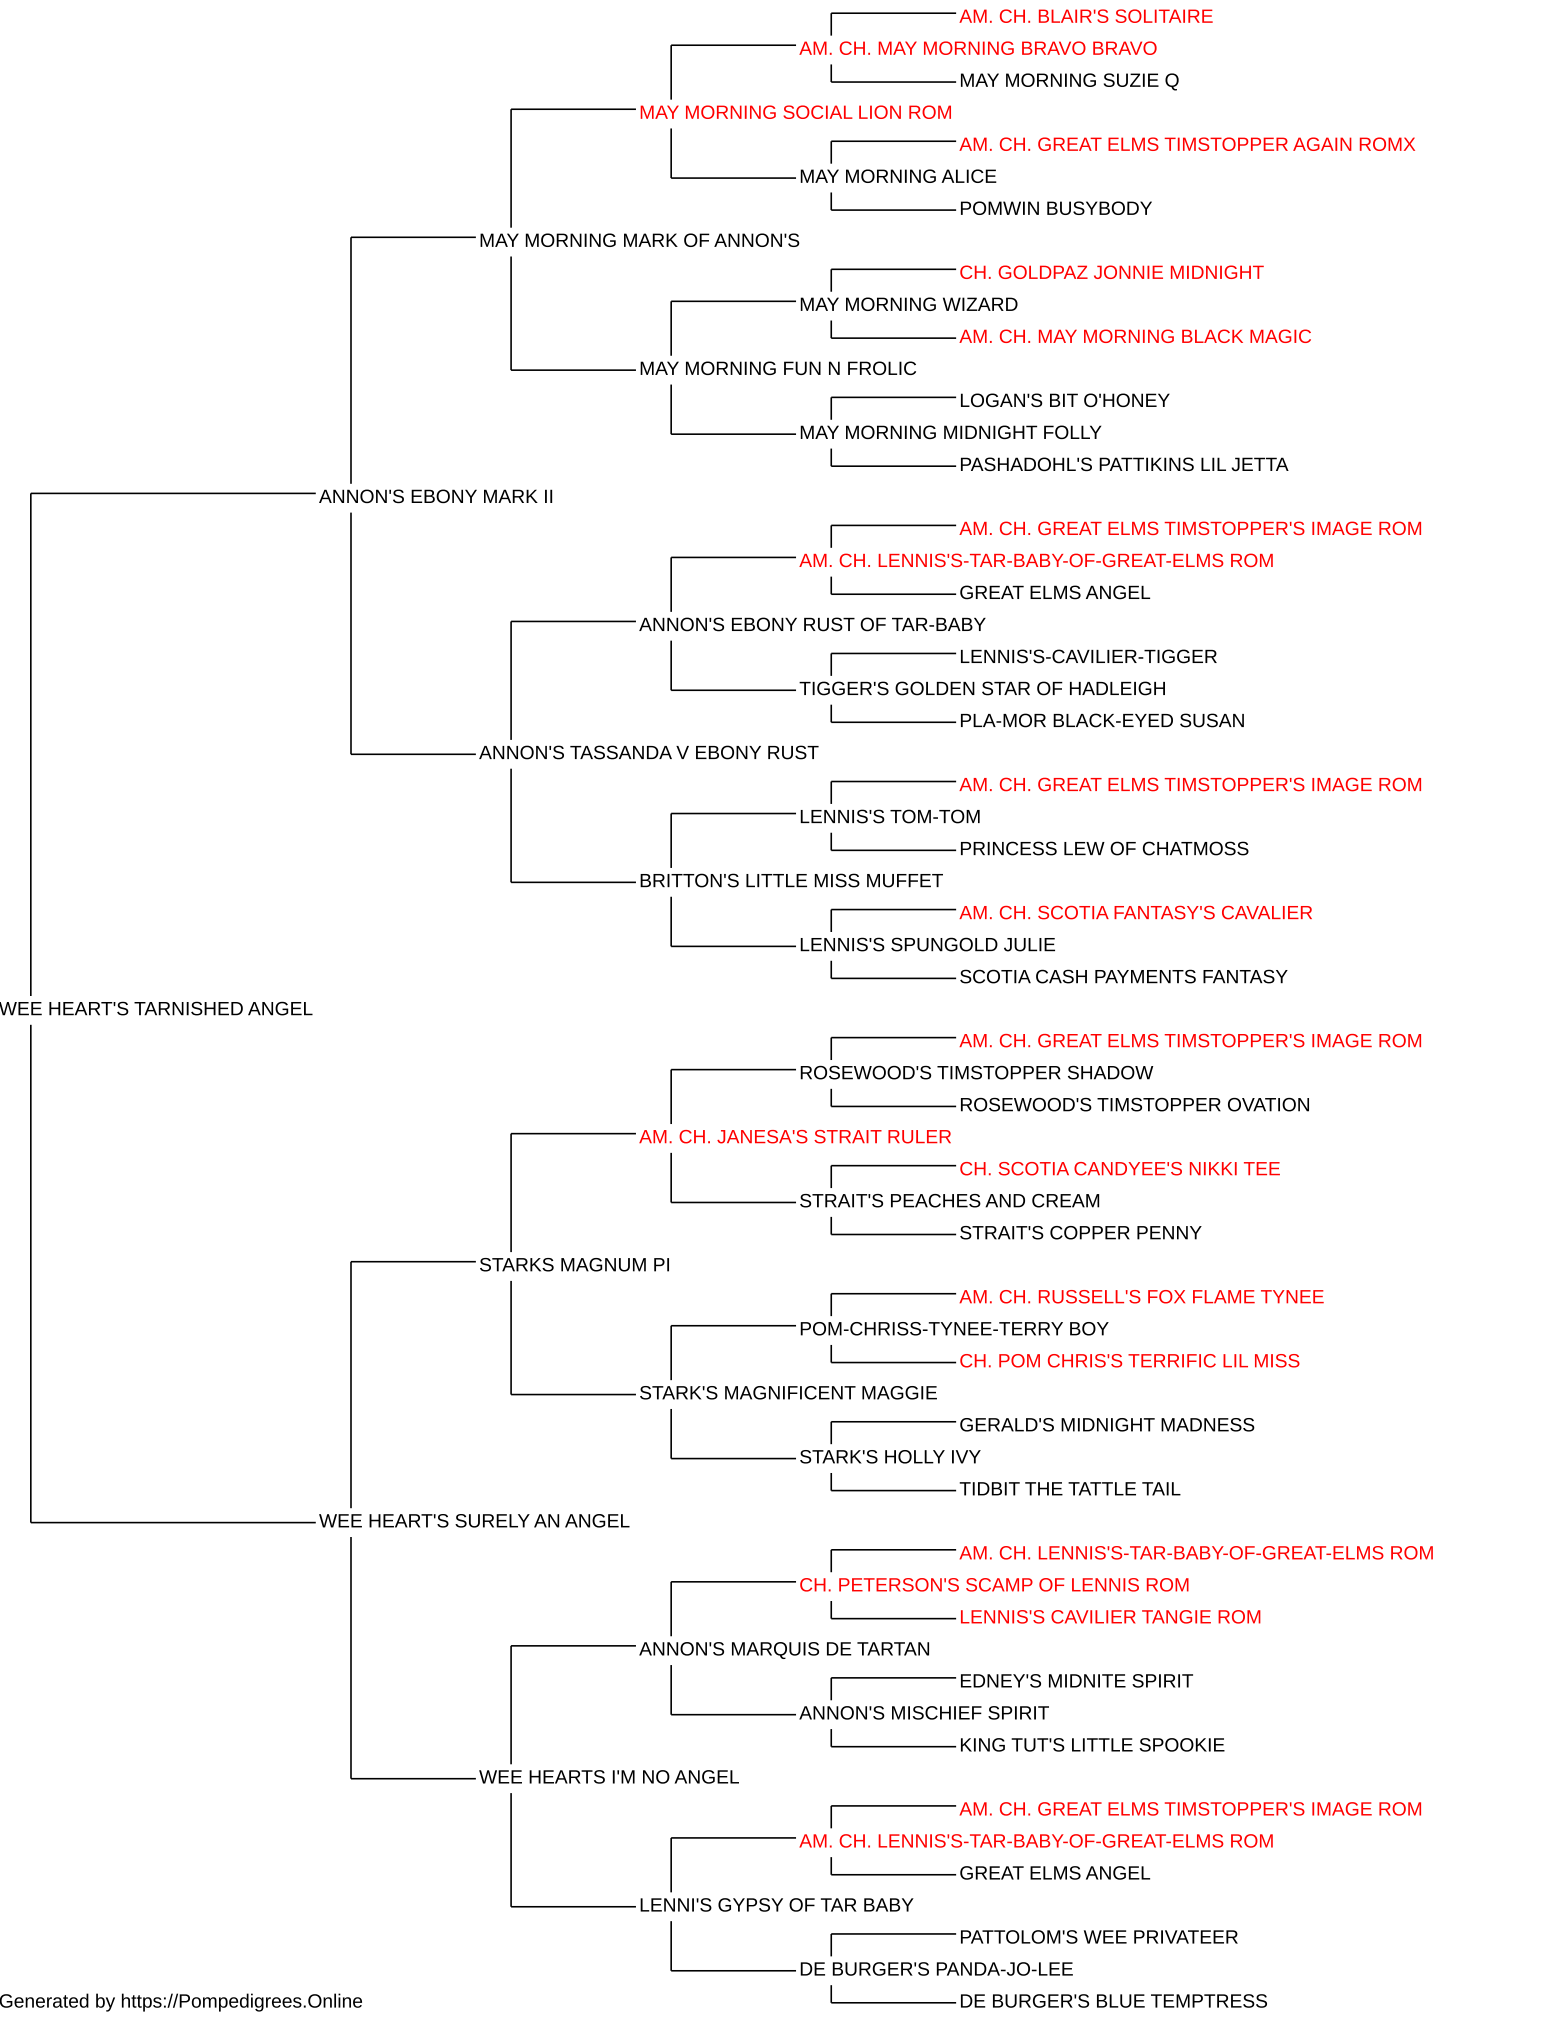 AM. CH. BLAIR'S SOLITAIRE
AM. CH. MAY MORNING BRAVO BRAVO
MAY MORNING SUZIE Q
MAY MORNING SOCIAL LION ROM
AM. CH. GREAT ELMS TIMSTOPPER AGAIN ROMX
MAY MORNING ALICE
POMWIN BUSYBODY
MAY MORNING MARK OF ANNON'S
CH. GOLDPAZ JONNIE MIDNIGHT
MAY MORNING WIZARD
AM. CH. MAY MORNING BLACK MAGIC
MAY MORNING FUN N FROLIC
LOGAN'S BIT O'HONEY
MAY MORNING MIDNIGHT FOLLY
PASHADOHL'S PATTIKINS LIL JETTA
ANNON'S EBONY MARK II
AM. CH. GREAT ELMS TIMSTOPPER'S IMAGE ROM
AM. CH. LENNIS'S-TAR-BABY-OF-GREAT-ELMS ROM
GREAT ELMS ANGEL
ANNON'S EBONY RUST OF TAR-BABY
LENNIS'S-CAVILIER-TIGGER
TIGGER'S GOLDEN STAR OF HADLEIGH
PLA-MOR BLACK-EYED SUSAN
ANNON'S TASSANDA V EBONY RUST
AM. CH. GREAT ELMS TIMSTOPPER'S IMAGE ROM
LENNIS'S TOM-TOM
PRINCESS LEW OF CHATMOSS
BRITTON'S LITTLE MISS MUFFET
AM. CH. SCOTIA FANTASY'S CAVALIER
LENNIS'S SPUNGOLD JULIE
SCOTIA CASH PAYMENTS FANTASY
WEE HEART'S TARNISHED ANGEL
AM. CH. GREAT ELMS TIMSTOPPER'S IMAGE ROM
ROSEWOOD'S TIMSTOPPER SHADOW
ROSEWOOD'S TIMSTOPPER OVATION
AM. CH. JANESA'S STRAIT RULER
CH. SCOTIA CANDYEE'S NIKKI TEE
STRAIT'S PEACHES AND CREAM
STRAIT'S COPPER PENNY
STARKS MAGNUM PI
AM. CH. RUSSELL'S FOX FLAME TYNEE
POM-CHRISS-TYNEE-TERRY BOY
CH. POM CHRIS'S TERRIFIC LIL MISS
STARK'S MAGNIFICENT MAGGIE
GERALD'S MIDNIGHT MADNESS
STARK'S HOLLY IVY
TIDBIT THE TATTLE TAIL
WEE HEART'S SURELY AN ANGEL
AM. CH. LENNIS'S-TAR-BABY-OF-GREAT-ELMS ROM
CH. PETERSON'S SCAMP OF LENNIS ROM
LENNIS'S CAVILIER TANGIE ROM
ANNON'S MARQUIS DE TARTAN
EDNEY'S MIDNITE SPIRIT
ANNON'S MISCHIEF SPIRIT
KING TUT'S LITTLE SPOOKIE
WEE HEARTS I'M NO ANGEL
AM. CH. GREAT ELMS TIMSTOPPER'S IMAGE ROM
AM. CH. LENNIS'S-TAR-BABY-OF-GREAT-ELMS ROM
GREAT ELMS ANGEL
LENNI'S GYPSY OF TAR BABY
PATTOLOM'S WEE PRIVATEER
DE BURGER'S PANDA-JO-LEE
DE BURGER'S BLUE TEMPTRESS
Generated by https://Pompedigrees.Online